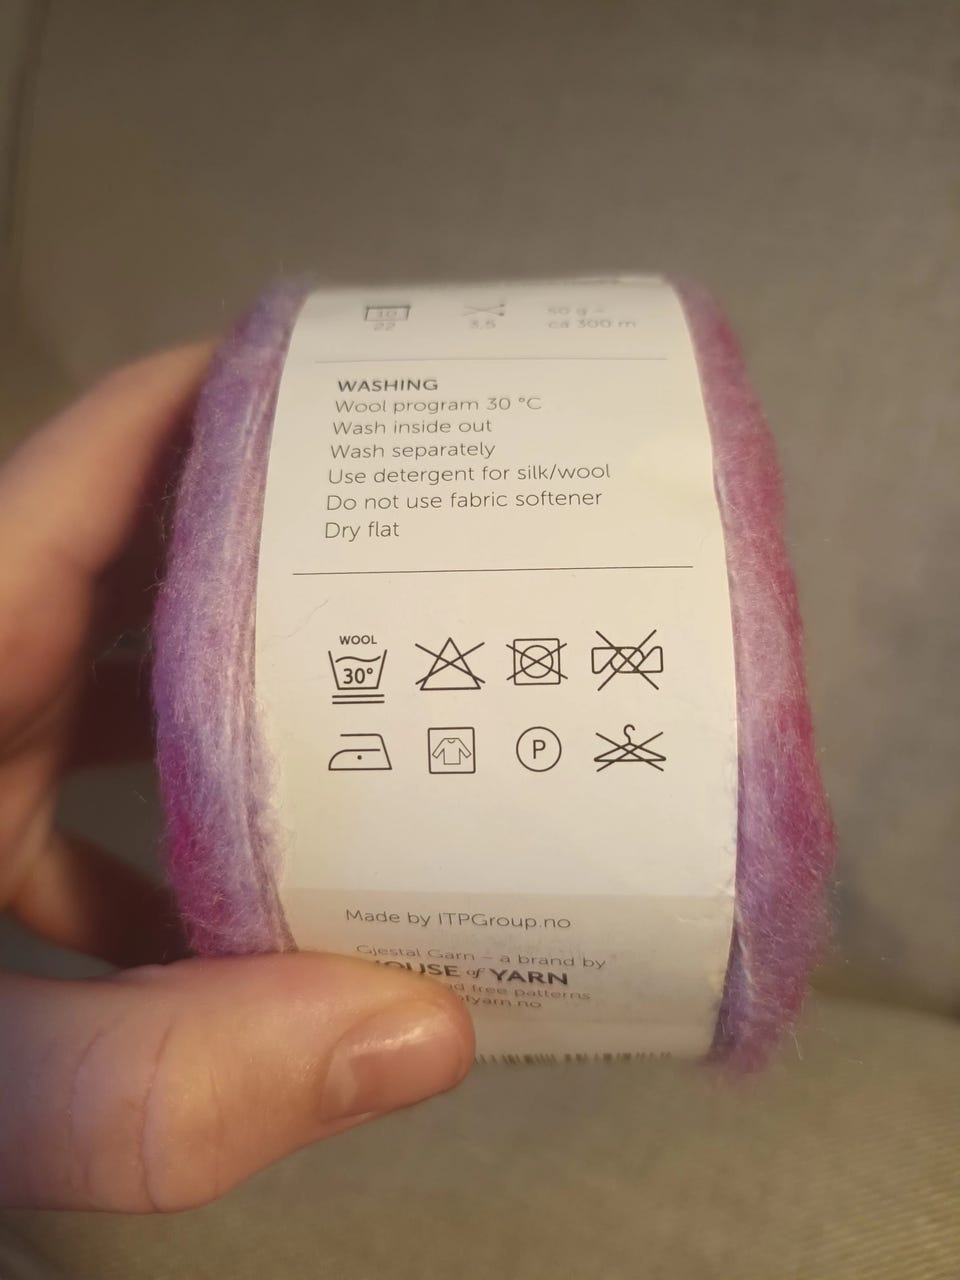 10
22
3,5
50 g =
ca 300 m
WASHING
Wool program 30 °C
Wash inside out
Wash separately
Use detergent for silk/wool
Do not use fabric softener
Dry flat
WOOL
30°
P
Made by ITPGroup.no
Gjestal Garn – a brand by
HOUSE of YARN
free patterns